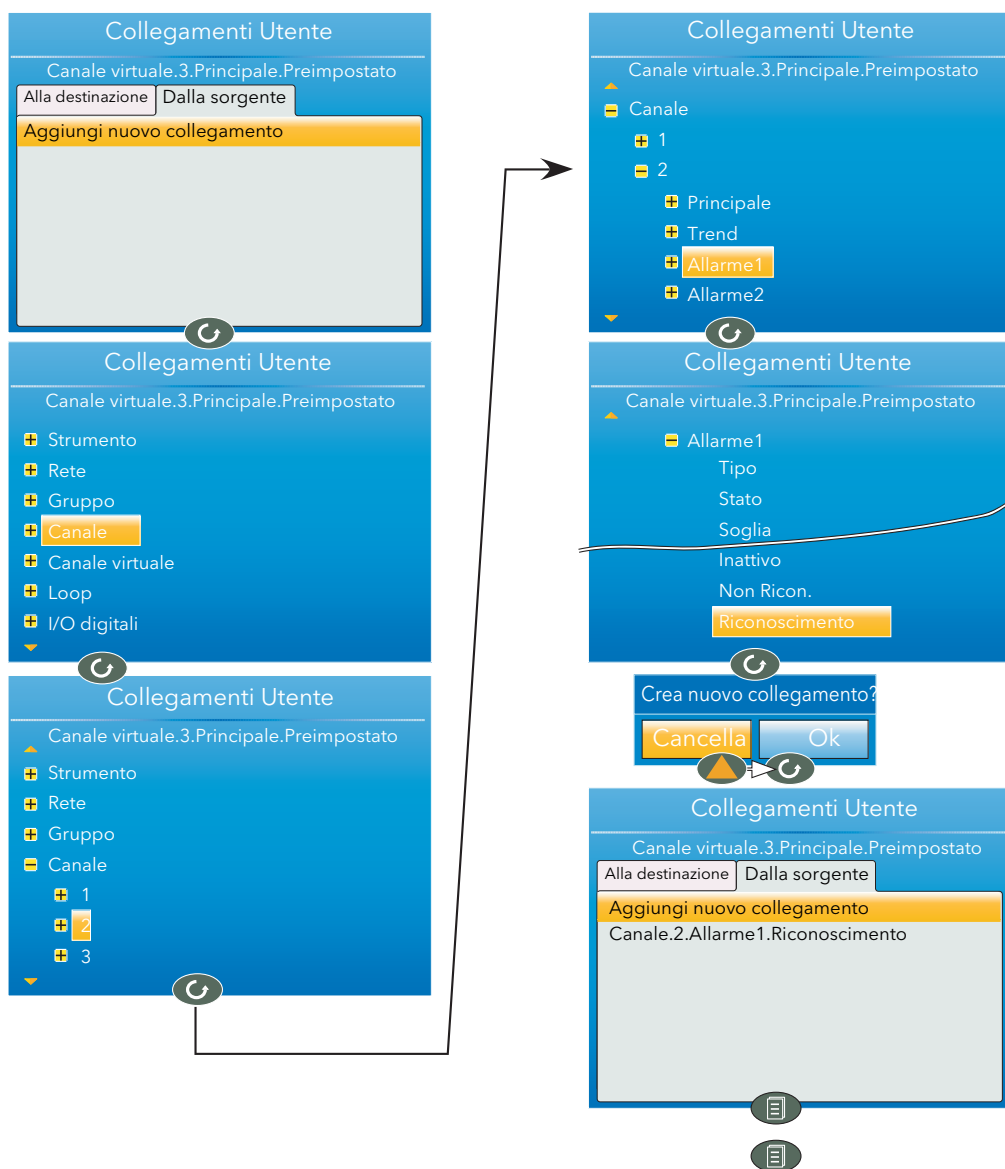 Collegamenti Utente
Canale virtuale.3.Principale.Preimpostato
Alla destinazione
Dalla sorgente
Aggiungi nuovo collegamento
Collegamenti Utente
Canale virtuale.3.Principale.Preimpostato
Strumento
Rete
Gruppo
Canale
Canale virtuale
Loop
I/O digitali
Collegamenti Utente
Canale virtuale.3.Principale.Preimpostato
Strumento
Rete
Gruppo
Canale
1
2
3
Collegamenti Utente
Canale virtuale.3.Principale.Preimpostato
Canale
1
2
Principale
Trend
Allarme1
Allarme2
Collegamenti Utente
Canale virtuale.3.Principale.Preimpostato
Allarme1
Tipo
Stato
Soglia
Inattivo
Non Ricon.
Riconoscimento
Crea nuovo collegamento?
Cancella
Ok
Collegamenti Utente
Canale virtuale.3.Principale.Preimpostato
Alla destinazione
Dalla sorgente
Aggiungi nuovo collegamento
Canale.2.Allarme1.Riconoscimento